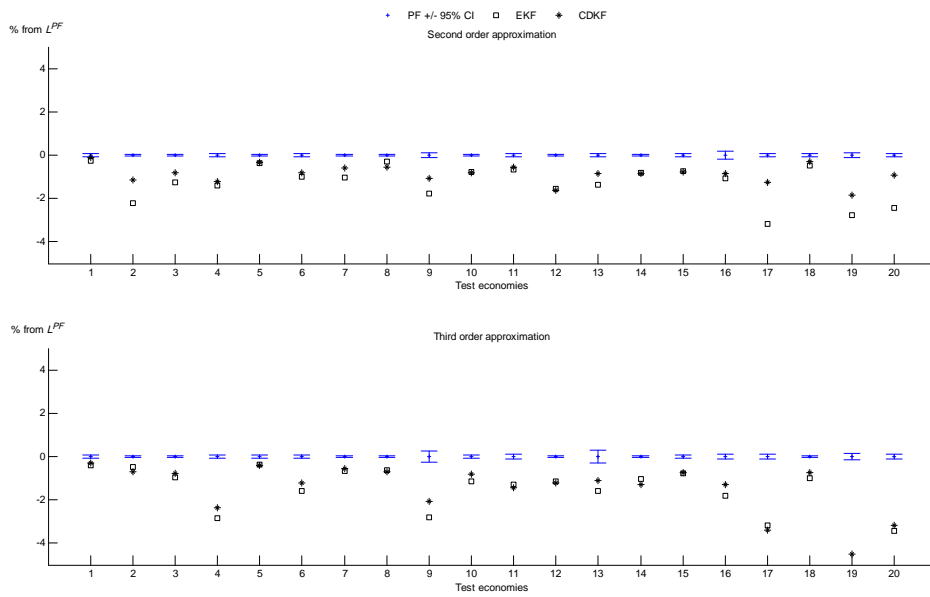 PF +/- 95% CI EKF CDKF
% from L^PF
Second order approximation
4
2
0
-2
-4
1 2 3 4 5 6 7 8 9 10 11 12 13 14 15 16 17 18 19 20
Test economies
% from L^PF
Third order approximation
4
2
0
-2
-4
1 2 3 4 5 6 7 8 9 10 11 12 13 14 15 16 17 18 19 20
Test economies